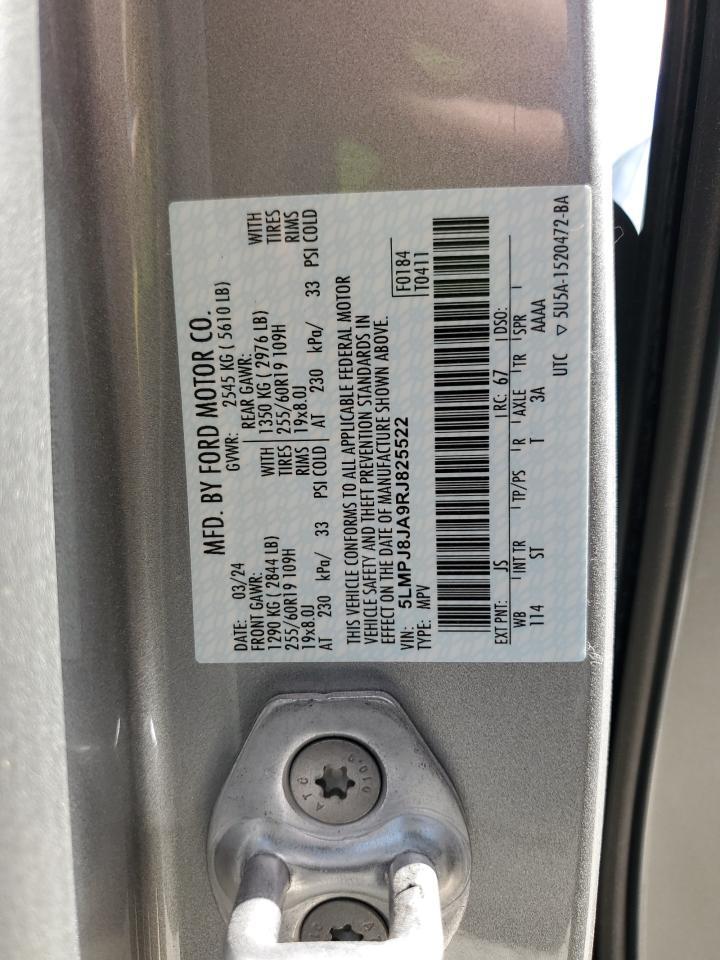 MFD. BY FORD MOTOR CO.
DATE: 03/24 GVWR: 2545 KG ( 5610 LB)
FRONT GAWR: REAR GAWR:
1290 KG ( 2844 LB) WITH 1350 KG ( 2976 LB) WITH
255/60R19 109H TIRES 255/60R19 109H TIRES
19x8.0J RIMS 19x8.0J RIMS
AT 230 kPa/ 33 PSI COLD AT 230 kPa/ 33 PSI COLD
THIS VEHICLE CONFORMS TO ALL APPLICABLE FEDERAL MOTOR
VEHICLE SAFETY AND THEFT PREVENTION STANDARDS IN
EFFECT ON THE DATE OF MANUFACTURE SHOWN ABOVE.
VIN: 5LMPJ8JA9RJ825522 F0184
TYPE: MPV T0411
EXT PNT: JS RC: 67 DSO:
WB INT TR TP/PS R AXLE TR SPR
114 ST T 3A AAAA
UTC ▽ 5U5A-1520472-BA